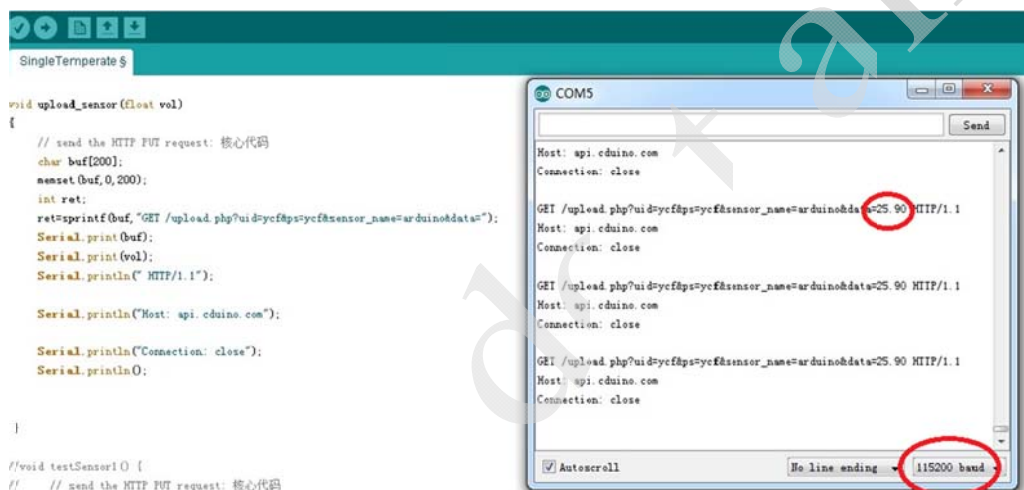 SingleTemperate §
void upload_sensor(float vol)
{
// send the HTTP PUT request: 核心代码
char buf[200];
memset(buf,0,200);
int ret;
ret=sprintf(buf,"GET /upload.php?uid=ycf&ps=ycf&sensor_name=arduino&data=");
Serial.print(buf);
Serial.print(vol);
Serial.println(" HTTP/1.1");
Serial.println("Host: api.cduino.com");
Serial.println("Connection: close");
Serial.println();
}
//void testSensor1() {
// // send the HTTP PUT request: 核心代码
COM5
Send
Host: api.cduino.com
Connection: close
GET /upload.php?uid=ycf&ps=ycf&sensor_name=arduino&data=25.90 HTTP/1.1
Host: api.cduino.com
Connection: close
GET /upload.php?uid=ycf&ps=ycf&sensor_name=arduino&data=25.90 HTTP/1.1
Host: api.cduino.com
Connection: close
GET /upload.php?uid=ycf&ps=ycf&sensor_name=arduino&data=25.90 HTTP/1.1
Host: api.cduino.com
Connection: close
Autoscroll
No line ending
115200 baud